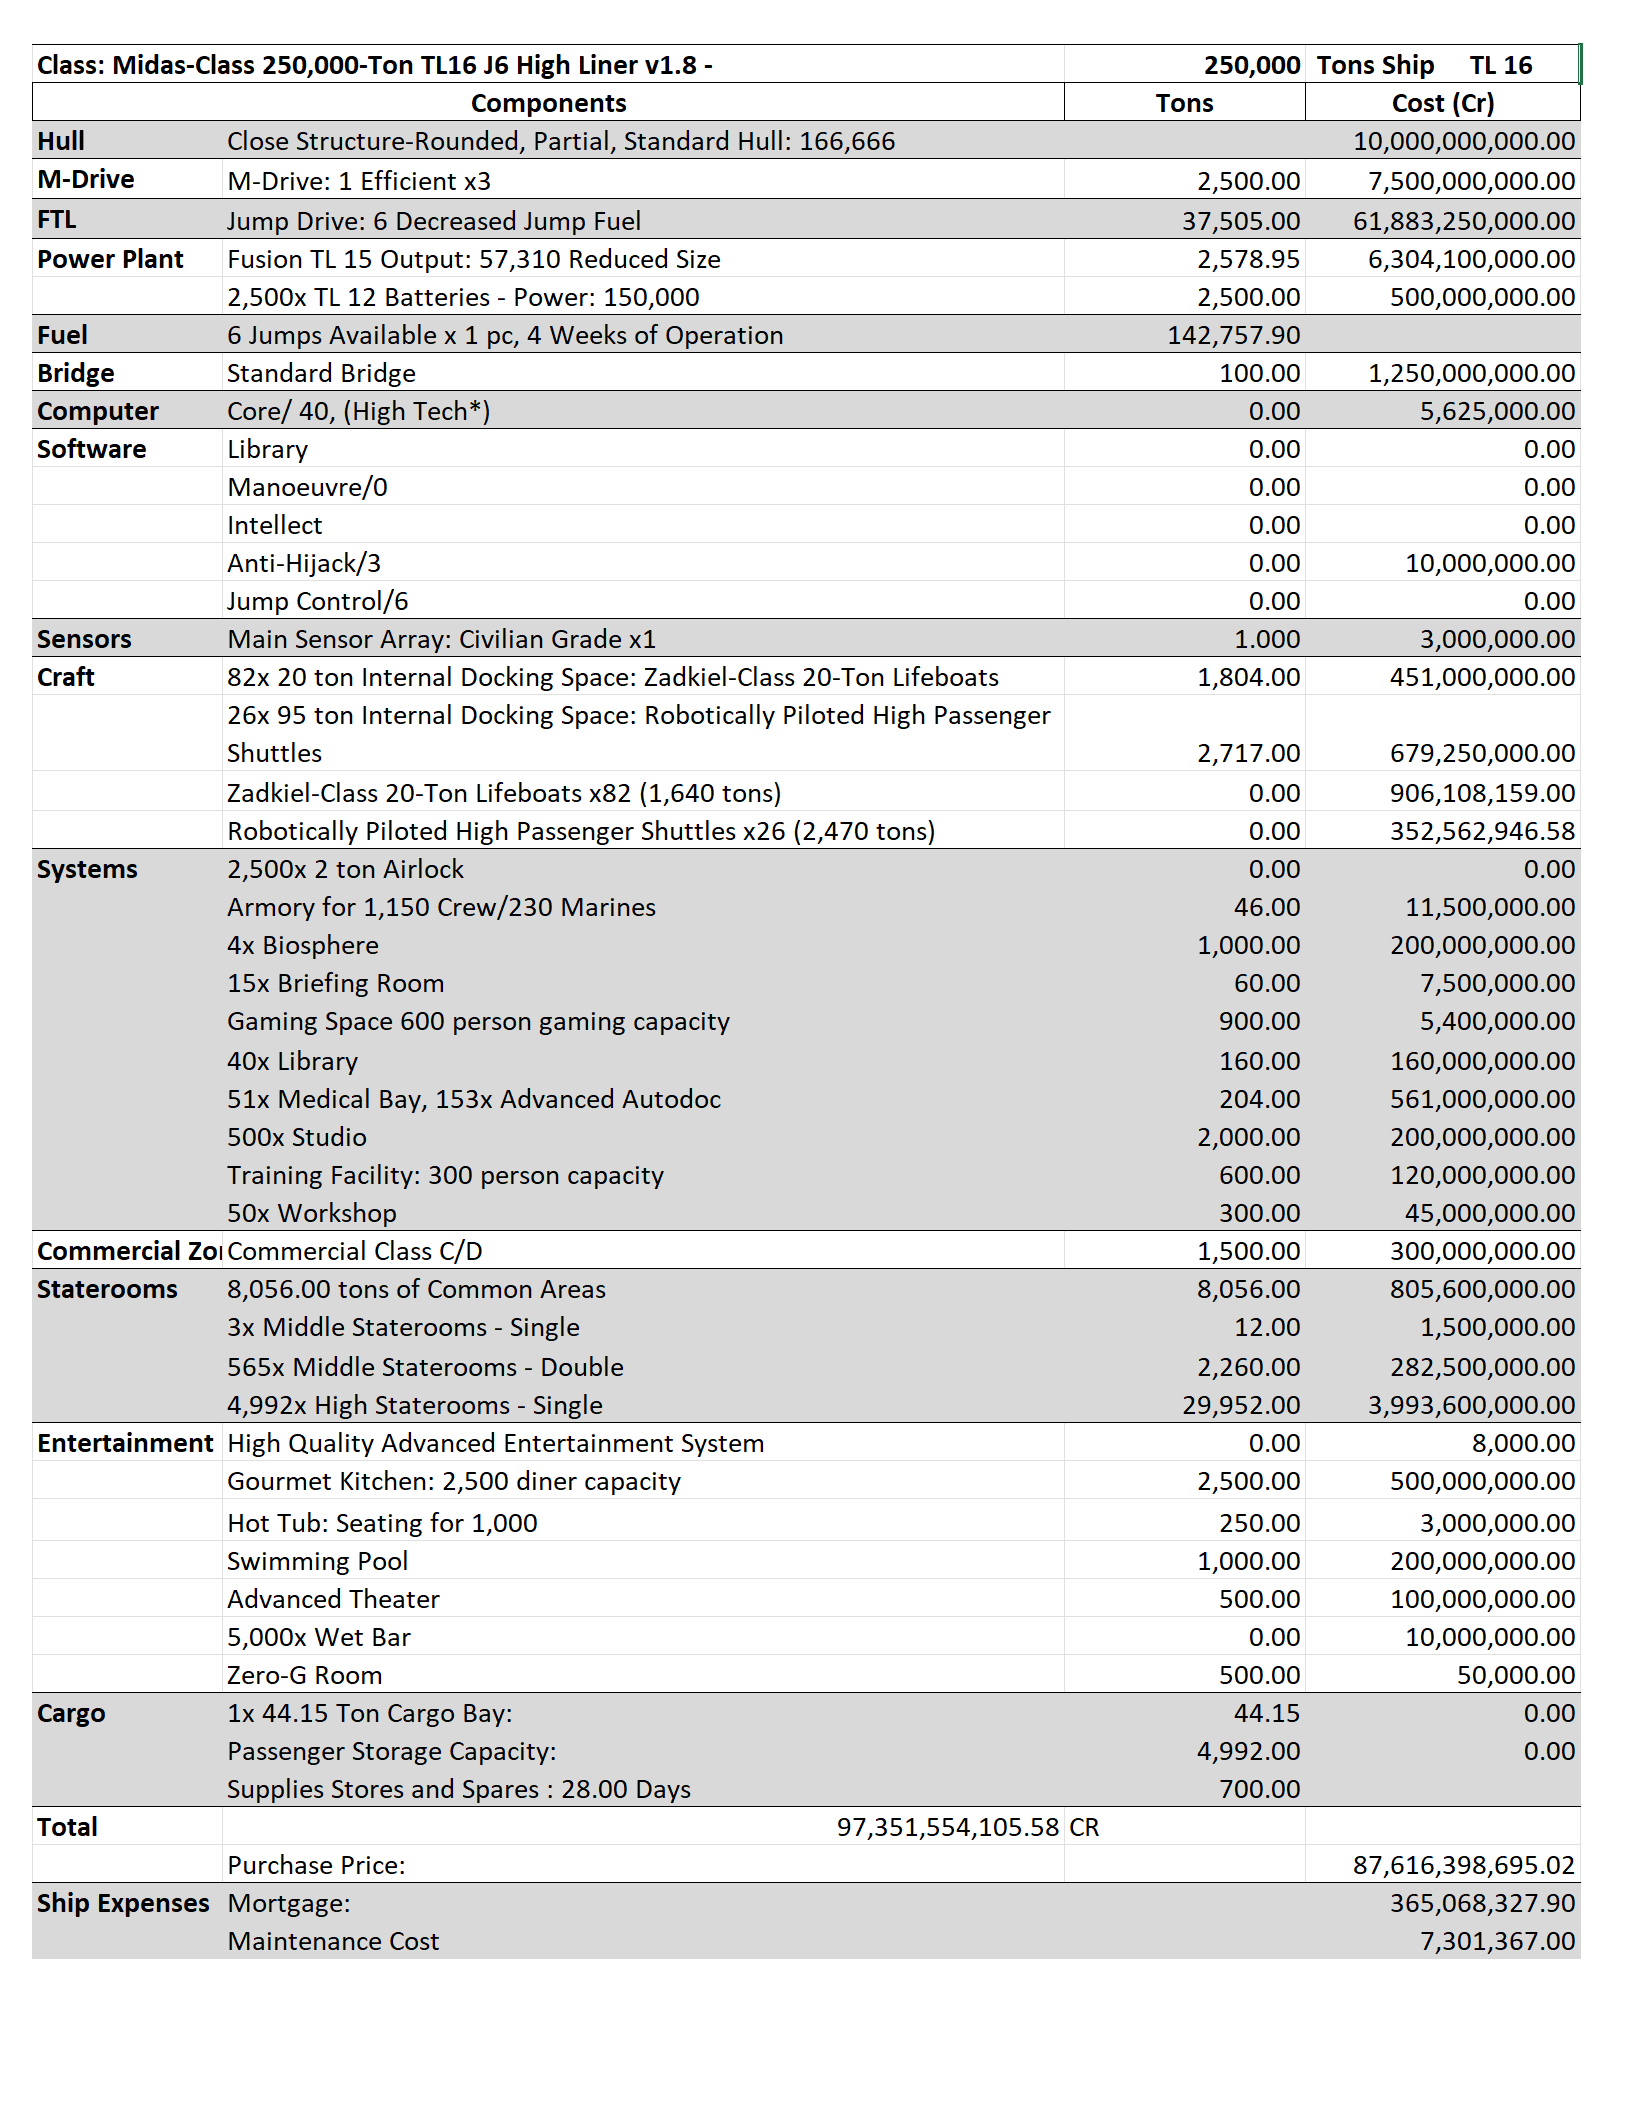 Class: Midas-Class 250,000-Ton TL16 J6 High Liner v1.8 - 250,000 Tons Ship TL 16
Components Tons Cost (Cr)
Hull Close Structure-Rounded, Partial, Standard Hull: 166,666 10,000,000,000.00
M-Drive M-Drive: 1 Efficient x3 2,500.00 7,500,000,000.00
FTL Jump Drive: 6 Decreased Jump Fuel 37,505.00 61,883,250,000.00
Power Plant Fusion TL 15 Output: 57,310 Reduced Size 2,578.95 6,304,100,000.00
2,500x TL 12 Batteries - Power: 150,000 2,500.00 500,000,000.00
Fuel 6 Jumps Available x 1 pc, 4 Weeks of Operation 142,757.90
Bridge Standard Bridge 100.00 1,250,000,000.00
Computer Core/ 40, (High Tech*) 0.00 5,625,000.00
Software Library 0.00 0.00
Manoeuvre/0 0.00 0.00
Intellect 0.00 0.00
Anti-Hijack/3 0.00 10,000,000.00
Jump Control/6 0.00 0.00
Sensors Main Sensor Array: Civilian Grade x1 1.000 3,000,000.00
Craft 82x 20 ton Internal Docking Space: Zadkiel-Class 20-Ton Lifeboats 1,804.00 451,000,000.00
26x 95 ton Internal Docking Space: Robotically Piloted High Passenger
Shuttles 2,717.00 679,250,000.00
Zadkiel-Class 20-Ton Lifeboats x82 (1,640 tons) 0.00 906,108,159.00
Robotically Piloted High Passenger Shuttles x26 (2,470 tons) 0.00 352,562,946.58
Systems 2,500x 2 ton Airlock 0.00 0.00
Armory for 1,150 Crew/230 Marines 46.00 11,500,000.00
4x Biosphere 1,000.00 200,000,000.00
15x Briefing Room 60.00 7,500,000.00
Gaming Space 600 person gaming capacity 900.00 5,400,000.00
40x Library 160.00 160,000,000.00
51x Medical Bay, 153x Advanced Autodoc 204.00 561,000,000.00
500x Studio 2,000.00 200,000,000.00
Training Facility: 300 person capacity 600.00 120,000,000.00
50x Workshop 300.00 45,000,000.00
Commercial Zo Commercial Class C/D 1,500.00 300,000,000.00
Staterooms 8,056.00 tons of Common Areas 8,056.00 805,600,000.00
3x Middle Staterooms - Single 12.00 1,500,000.00
565x Middle Staterooms - Double 2,260.00 282,500,000.00
4,992x High Staterooms - Single 29,952.00 3,993,600,000.00
Entertainment High Quality Advanced Entertainment System 0.00 8,000.00
Gourmet Kitchen: 2,500 diner capacity 2,500.00 500,000,000.00
Hot Tub: Seating for 1,000 250.00 3,000,000.00
Swimming Pool 1,000.00 200,000,000.00
Advanced Theater 500.00 100,000,000.00
5,000x Wet Bar 0.00 10,000,000.00
Zero-G Room 500.00 50,000.00
Cargo 1x 44.15 Ton Cargo Bay: 44.15 0.00
Passenger Storage Capacity: 4,992.00 0.00
Supplies Stores and Spares : 28.00 Days 700.00
Total 97,351,554,105.58 CR
Purchase Price: 87,616,398,695.02
Ship Expenses Mortgage: 365,068,327.90
Maintenance Cost 7,301,367.00